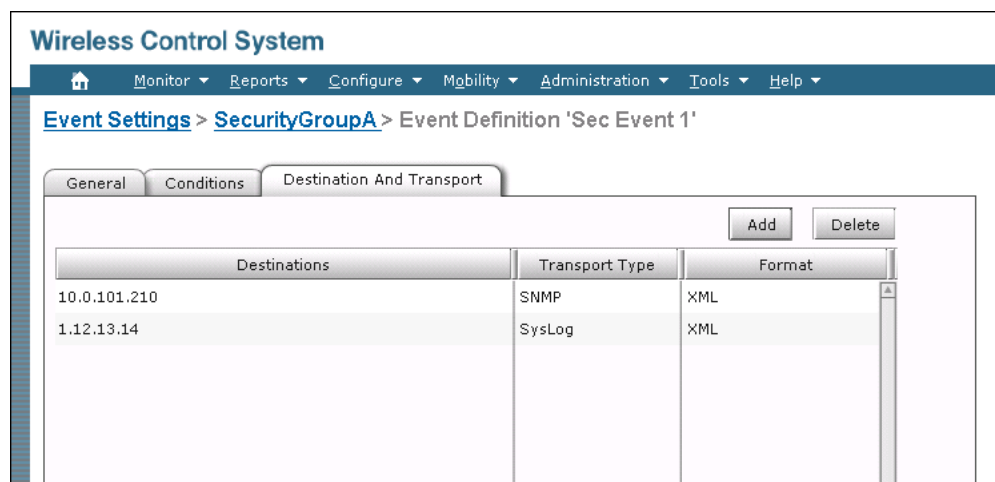 Wireless Control System
Monitor Reports Configure Mobility Administration Tools Help
Event Settings > SecurityGroupA > Event Definition 'Sec Event 1'
General Conditions Destination And Transport
Add Delete
Destinations Transport Type Format
10.0.101.210 SNMP XML
1.12.13.14 SysLog XML